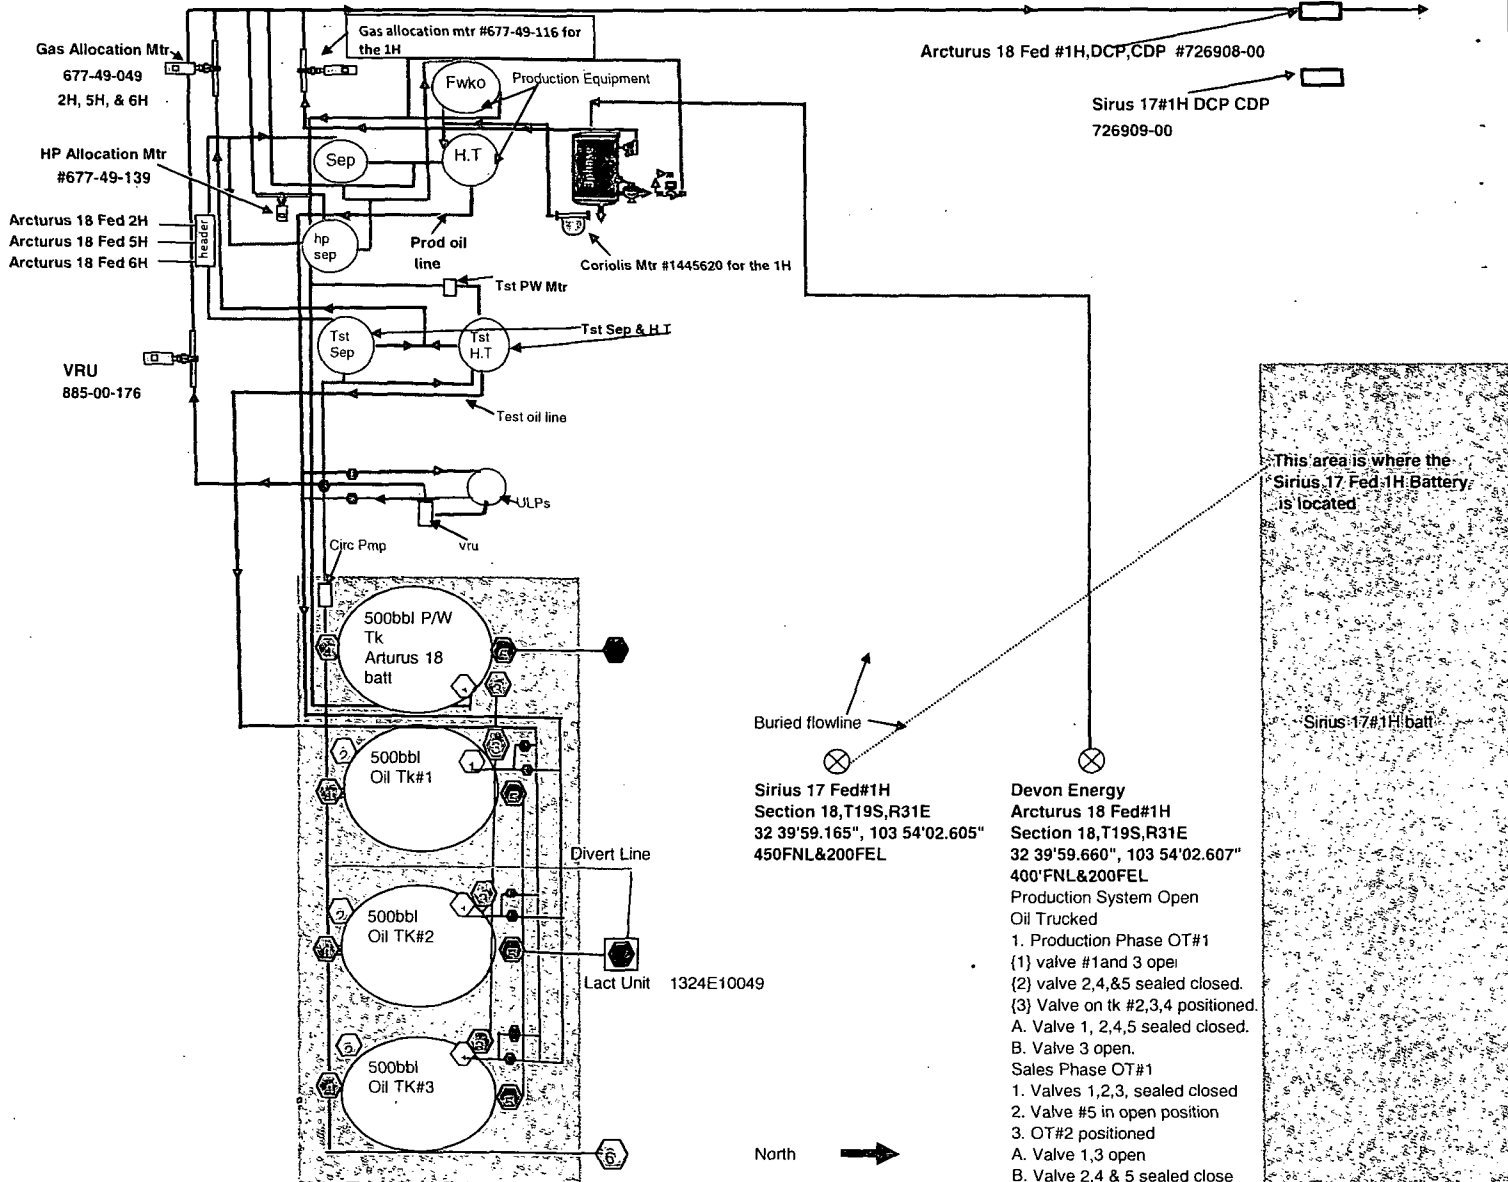 Gas allocation mtr #677-49-116 for
the 1H
Gas Allocation Mtr
677-49-049
2H, 5H, & 6H
Arcturus 18 Fed #1H,DCP,CDP #726908-00
Sirus 17#1H DCP CDP
726909-00
Fwko
Production Equipment
HP Allocation Mtr
#677-49-139
Sep
H.T
Arcturus 18 Fed 2H
Arcturus 18 Fed 5H
Arcturus 18 Fed 6H
header
hp
sep
Prod oil
line
Coriolis Mtr #1445620 for the 1H
Tst PW Mtr
Tst
Sep
Tst
H.T
Tst Sep & H.T
VRU
885-00-176
Test oil line
ULPs
vru
Circ Pmp
This area is where the
Sirius 17 Fed 1H Battery
is located
500bbl P/W
Tk
Arturus 18
batt
Buried flowline
Sirius 17#1H batt
500bbl
Oil Tk#1
Sirius 17 Fed#1H
Section 18,T19S,R31E
32 39'59.165", 103 54'02.605"
450FNL&200FEL
Divert Line
500bbl
Oil TK#2
Lact Unit 1324E10049
500bbl
Oil TK#3
6
North
Devon Energy
Arcturus 18 Fed#1H
Section 18,T19S,R31E
32 39'59.660", 103 54'02.607"
400'FNL&200FEL
Production System Open
Oil Trucked
1. Production Phase OT#1
{1} valve #1and 3 oper
{2} valve 2,4,&5 sealed closed.
{3} Valve on tk #2,3,4 positioned.
A. Valve 1, 2,4,5 sealed closed.
B. Valve 3 open.
Sales Phase OT#1
1. Valves 1,2,3, sealed closed
2. Valve #5 in open position
3. OT#2 positioned
A. Valve 1,3 open
B. Valve 2.4 & 5 sealed close